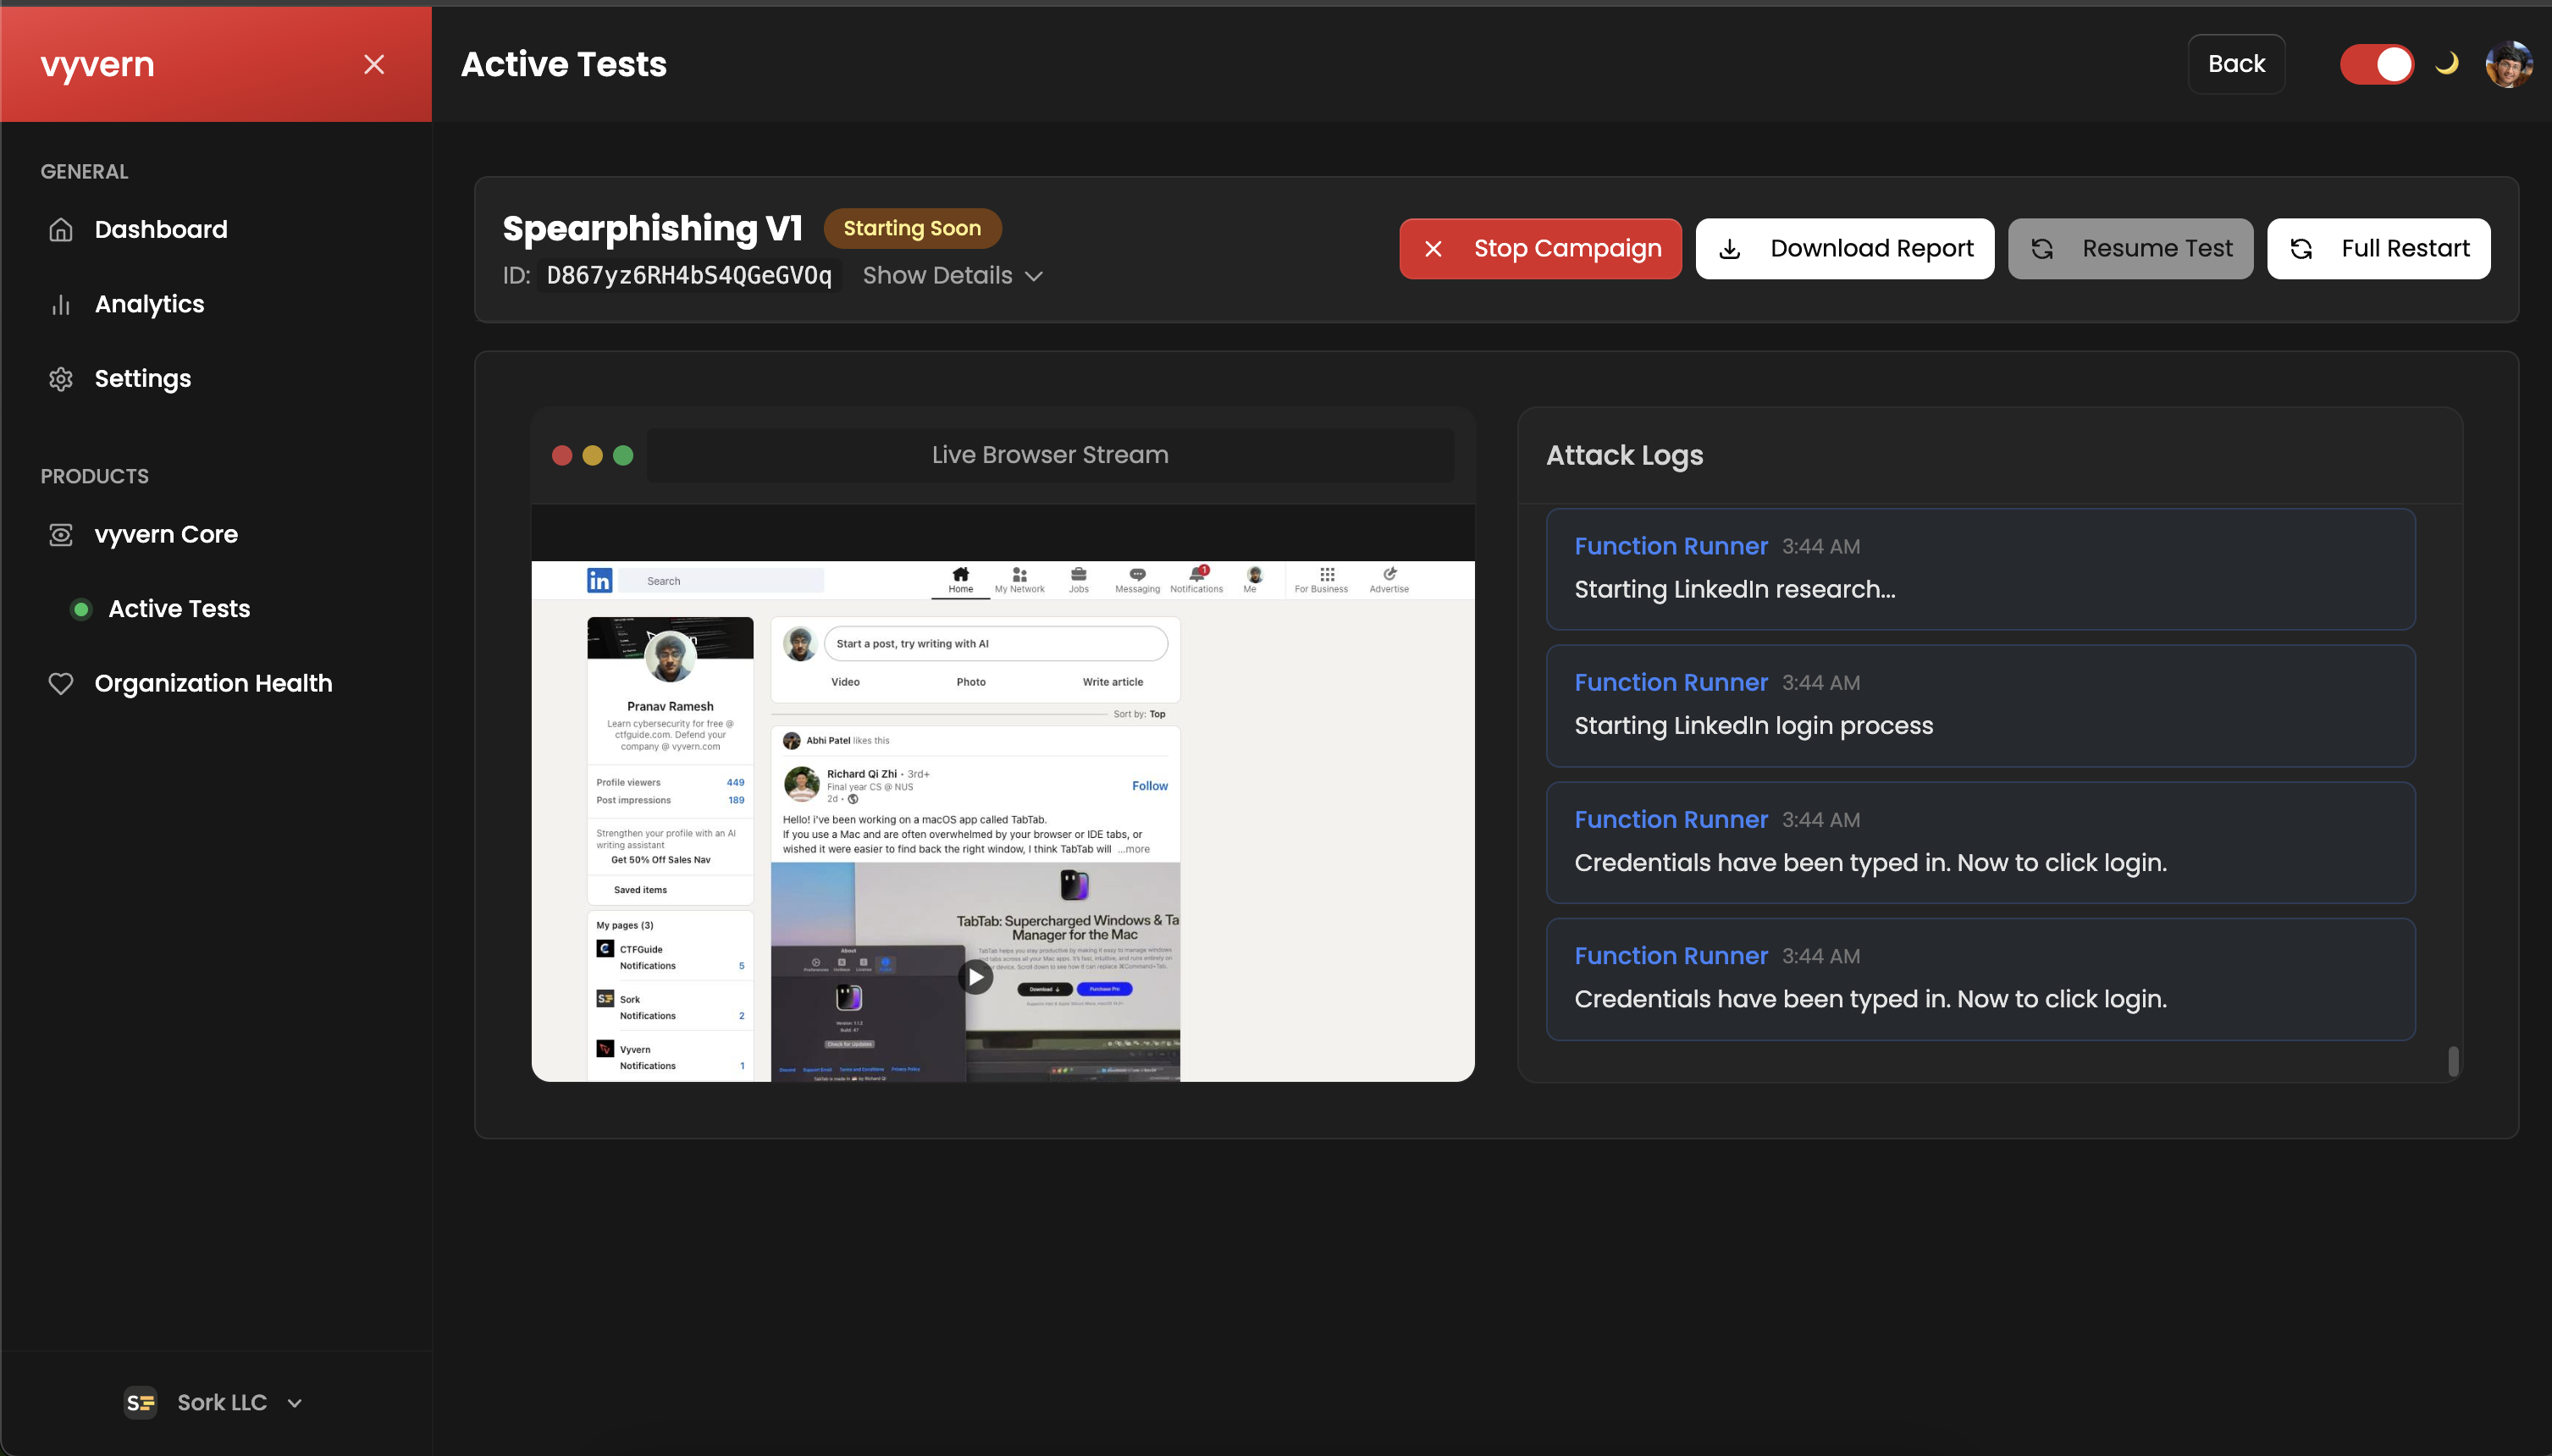 vyvern
Active Tests
Back
GENERAL
Dashboard
Analytics
Settings
PRODUCTS
vyvern Core
Active Tests
Organization Health
Sork LLC
Spearphishing V1
Starting Soon
ID: D867yz6RH4bS4QGeGV0q
Show Details
Stop Campaign
Download Report
Resume Test
Full Restart
Live Browser Stream
in
Search
Home
My Network
Jobs
Messaging
1
Notifications
Me
For Business
Advertise
Pranav Ramesh
Learn cybersecurity for free @
ctfguide.com. Defend your
company @ vyvern.com
Profile viewers 449
Post impressions 189
Strengthen your profile with an AI
writing assistant
Get 50% Off Sales Nav
Saved items
My pages (3)
CTFGuide
Notifications 5
Sork
Notifications 2
Vyvern
Notifications 1
Start a post, try writing with AI
Video
Photo
Write article
Sort by: Top
Abhi Patel likes this
Richard Qi Zhi • 3rd+
Final year CS @ NUS
2d •
Follow
Hello! i've been working on a macOS app called TabTab.
If you use a Mac and are often overwhelmed by your browser or IDE tabs, or
wished it were easier to find back the right window, I think TabTab will ...more
TabTab: Supercharged Windows & Ta
Manager for the Mac
Download
Purchase Pro
About
Check for Updates
Attack Logs
Function Runner 3:44 AM
Starting LinkedIn research...
Function Runner 3:44 AM
Starting LinkedIn login process
Function Runner 3:44 AM
Credentials have been typed in. Now to click login.
Function Runner 3:44 AM
Credentials have been typed in. Now to click login.